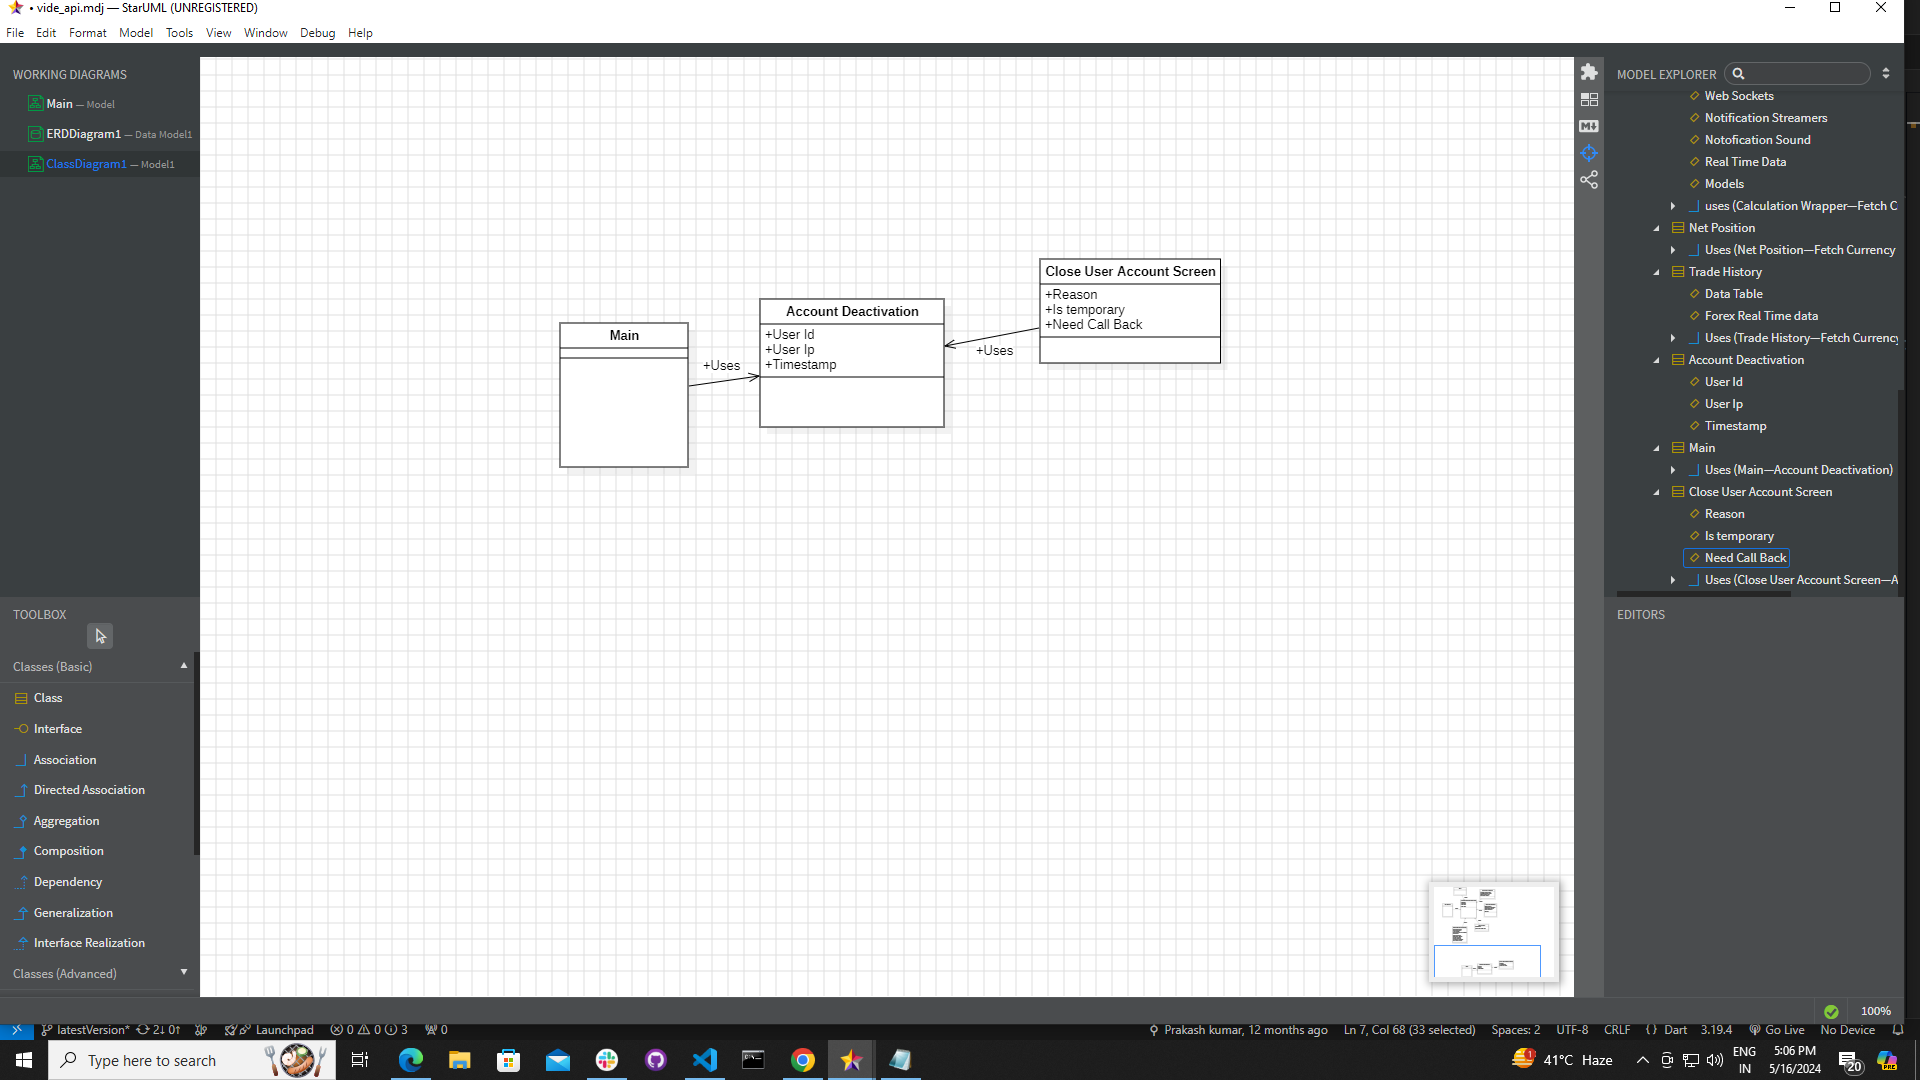 • vide_api.mdj — StarUML (UNREGISTERED)
File Edit Format Model Tools View Window Debug Help
WORKING DIAGRAMS
Main — Model
ERDDiagram1 — Data Model1
ClassDiagram1 — Model1
TOOLBOX
Classes (Basic)
Class
Interface
Association
Directed Association
Aggregation
Composition
Dependency
Generalization
Interface Realization
Classes (Advanced)
Main
+Uses
Account Deactivation
+User Id
+User Ip
+Timestamp
+Uses
Close User Account Screen
+Reason
+Is temporary
+Need Call Back
M↓
MODEL EXPLORER
Web Sockets
Notification Streamers
Notofication Sound
Real Time Data
Models
uses (Calculation Wrapper—Fetch C
Net Position
Uses (Net Position—Fetch Currency
Trade History
Data Table
Forex Real Time data
Uses (Trade History—Fetch Currency
Account Deactivation
User Id
User Ip
Timestamp
Main
Uses (Main—Account Deactivation)
Close User Account Screen
Reason
Is temporary
Need Call Back
Uses (Close User Account Screen—A
EDITORS
100%
latestVersion* 2↓ 0↑ Launchpad 0 0 3 0 Prakash kumar, 12 months ago Ln 7, Col 68 (33 selected) Spaces: 2 UTF-8 CRLF { } Dart 3.19.4 Go Live No Device
Type here to search
1 41°C Haze ENG IN 5:06 PM 5/16/2024 20 PRE